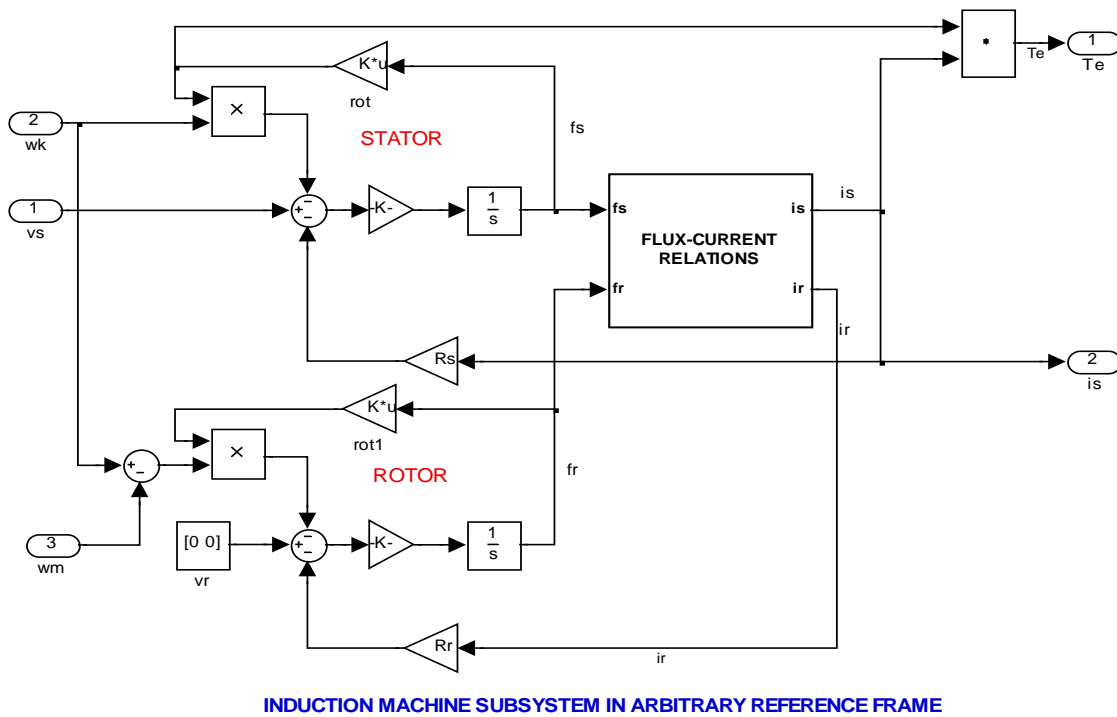 1
Te
Te
K*u
rot
×
2
wk
STATOR
fs
1
vs
-K-
1
s
fs
is
FLUX-CURRENT
RELATIONS
fr
ir
is
ir
Rs
2
is
K*u
rot1
×
ROTOR
fr
3
wm
[0 0]
vr
-K-
1
s
Rr
ir
INDUCTION MACHINE SUBSYSTEM IN ARBITRARY REFERENCE FRAME